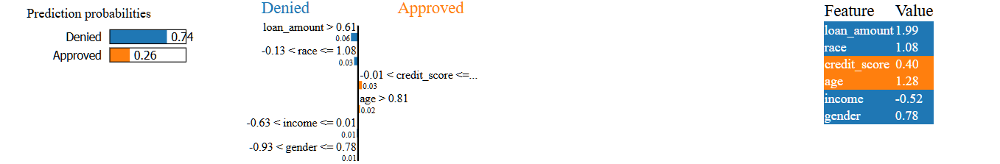 Prediction probabilities
Denied 0.74
Approved 0.26
Denied Approved
loan_amount > 0.61
0.06
-0.13 < race <= 1.08
0.03
-0.01 < credit_score <=...
0.03
age > 0.81
0.02
-0.63 < income <= 0.01
0.01
-0.93 < gender <= 0.78
0.01
Feature Value
loan_amount 1.99
race 1.08
credit_score 0.40
age 1.28
income -0.52
gender 0.78